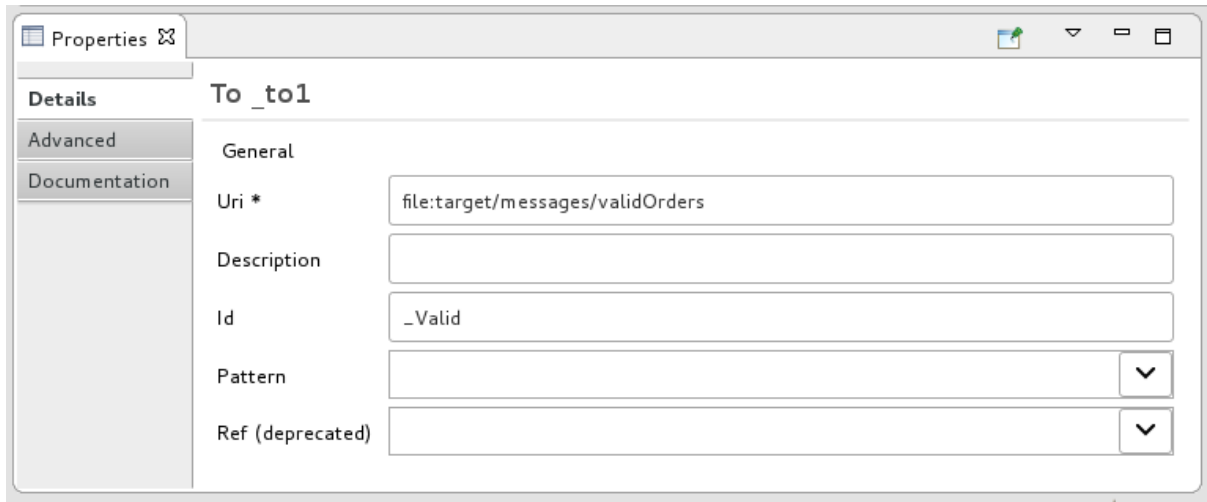 Properties
Details
Advanced
Documentation
To _to1
General
Uri * file:target/messages/validOrders
Description
Id _Valid
Pattern
Ref (deprecated)